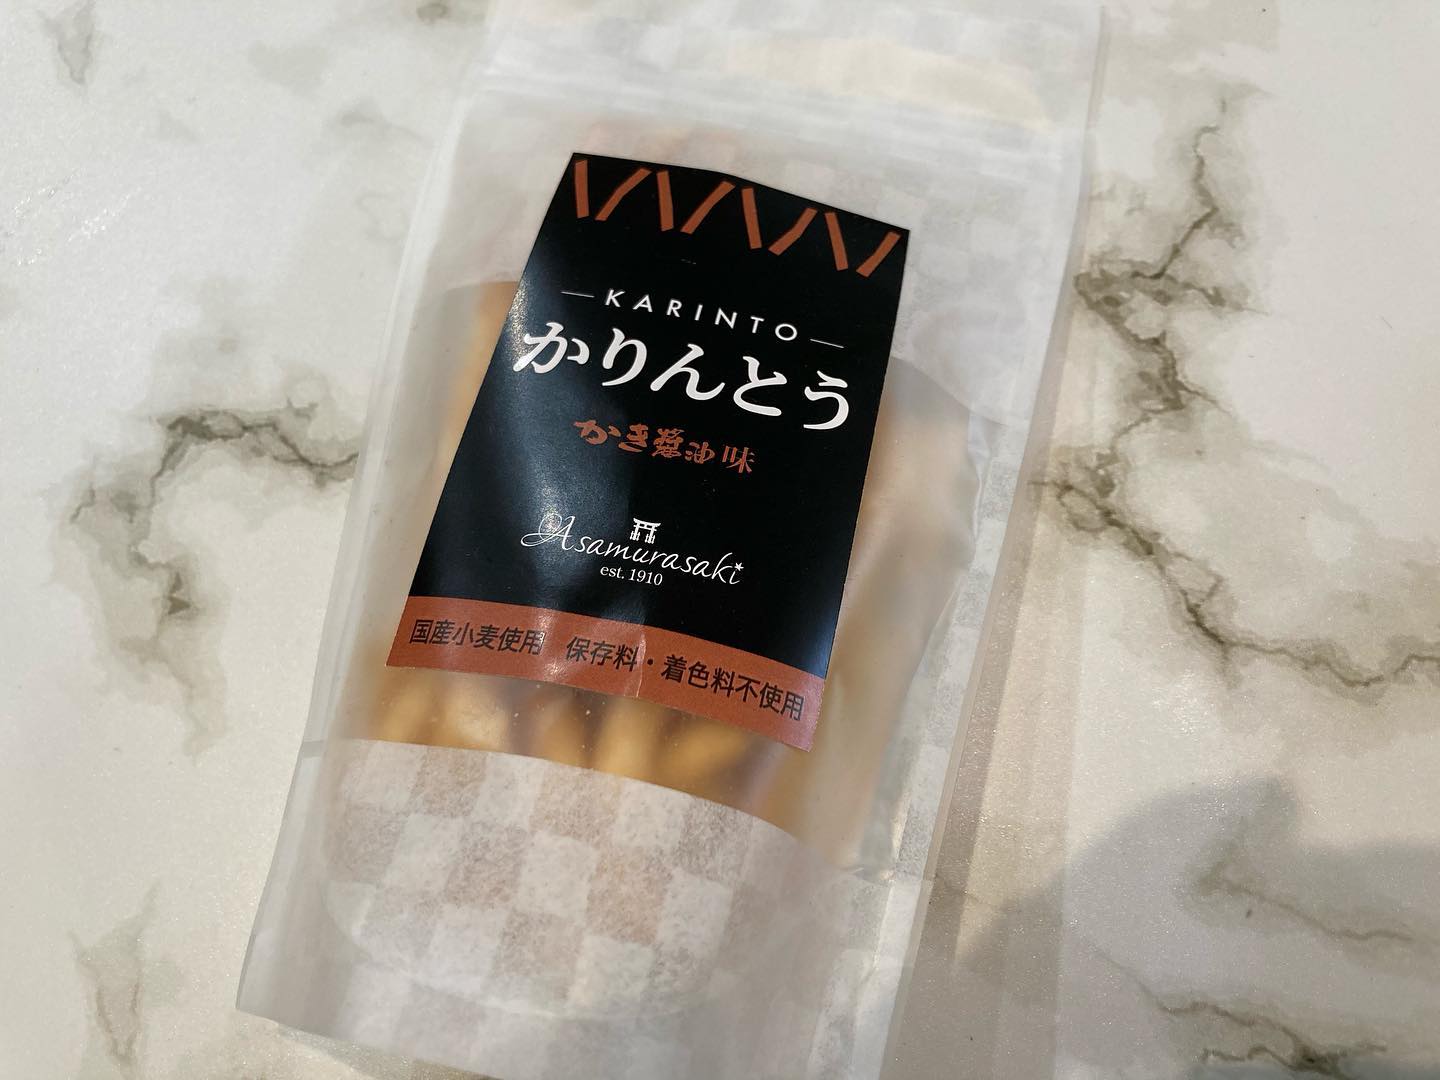 KARINTO
かりんとう
かき醬油味
Asamurasaki
est. 1910
国産小麦使用 保存料・着色料不使用